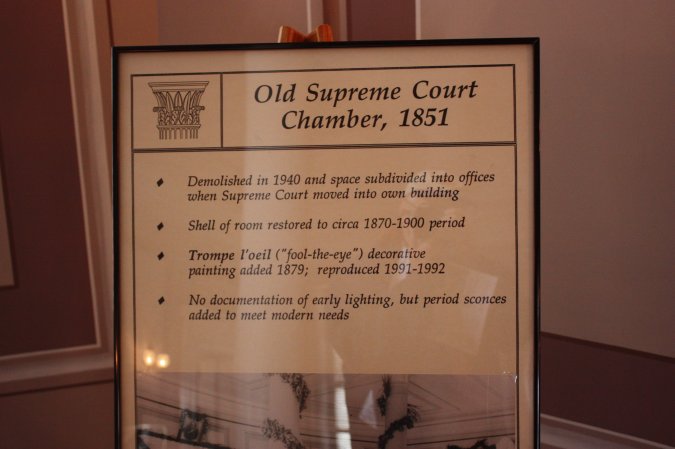 Old Supreme Court
Chamber, 1851
Demolished in 1940 and space subdivided into offices
when Supreme Court moved into own building
Shell of room restored to circa 1870-1900 period
Trompe l'oeil ("fool-the-eye") decorative
painting added 1879; reproduced 1991-1992
No documentation of early lighting, but period sconces
added to meet modern needs